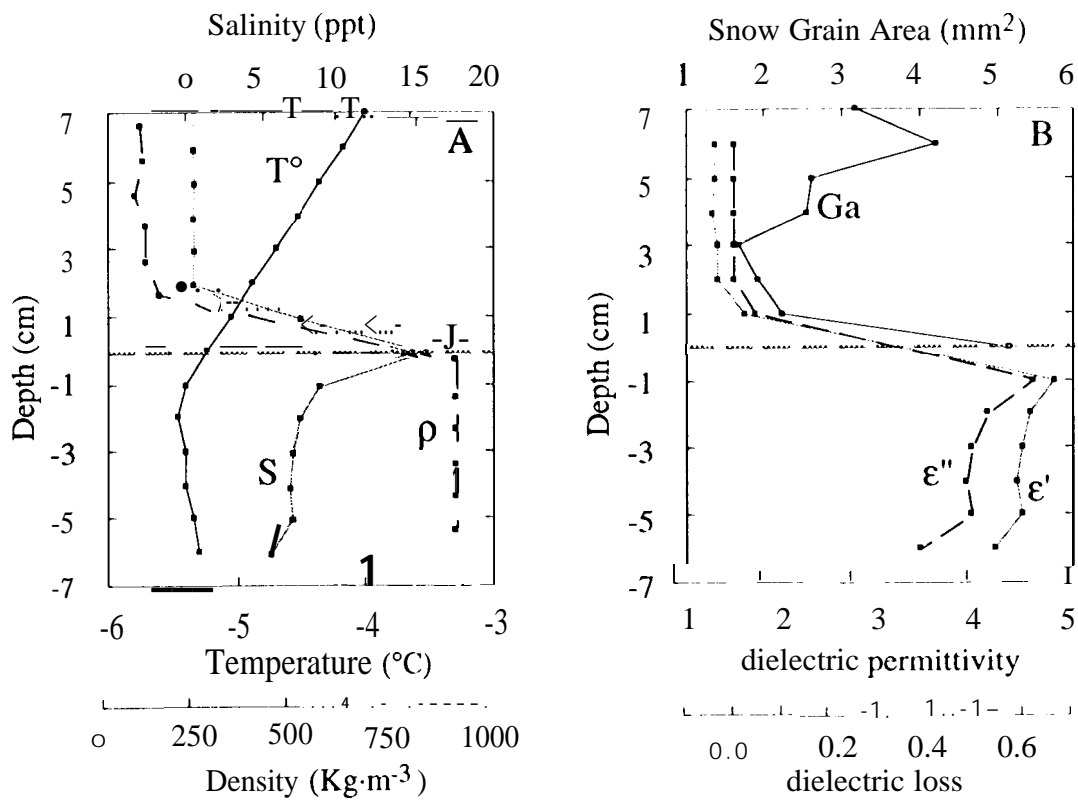 Salinity (ppt)
o 5 10 15 20
Snow Grain Area (mm²)
1 2 3 4 5 6
7
5
3
1
-1
-3
-5
-7
Depth (cm)
A
T°
S
ρ
1
-J-
-6 -5 -4 -3
Temperature (°C)
o 250 500 750 1000
Density (Kg·m⁻³)
7
5
3
1
-1
-3
-5
-7
Depth (cm)
B
Ga
ε"
ε'
1 2 3 4 5
dielectric permittivity
0.0 0.2 0.4 0.6
dielectric loss